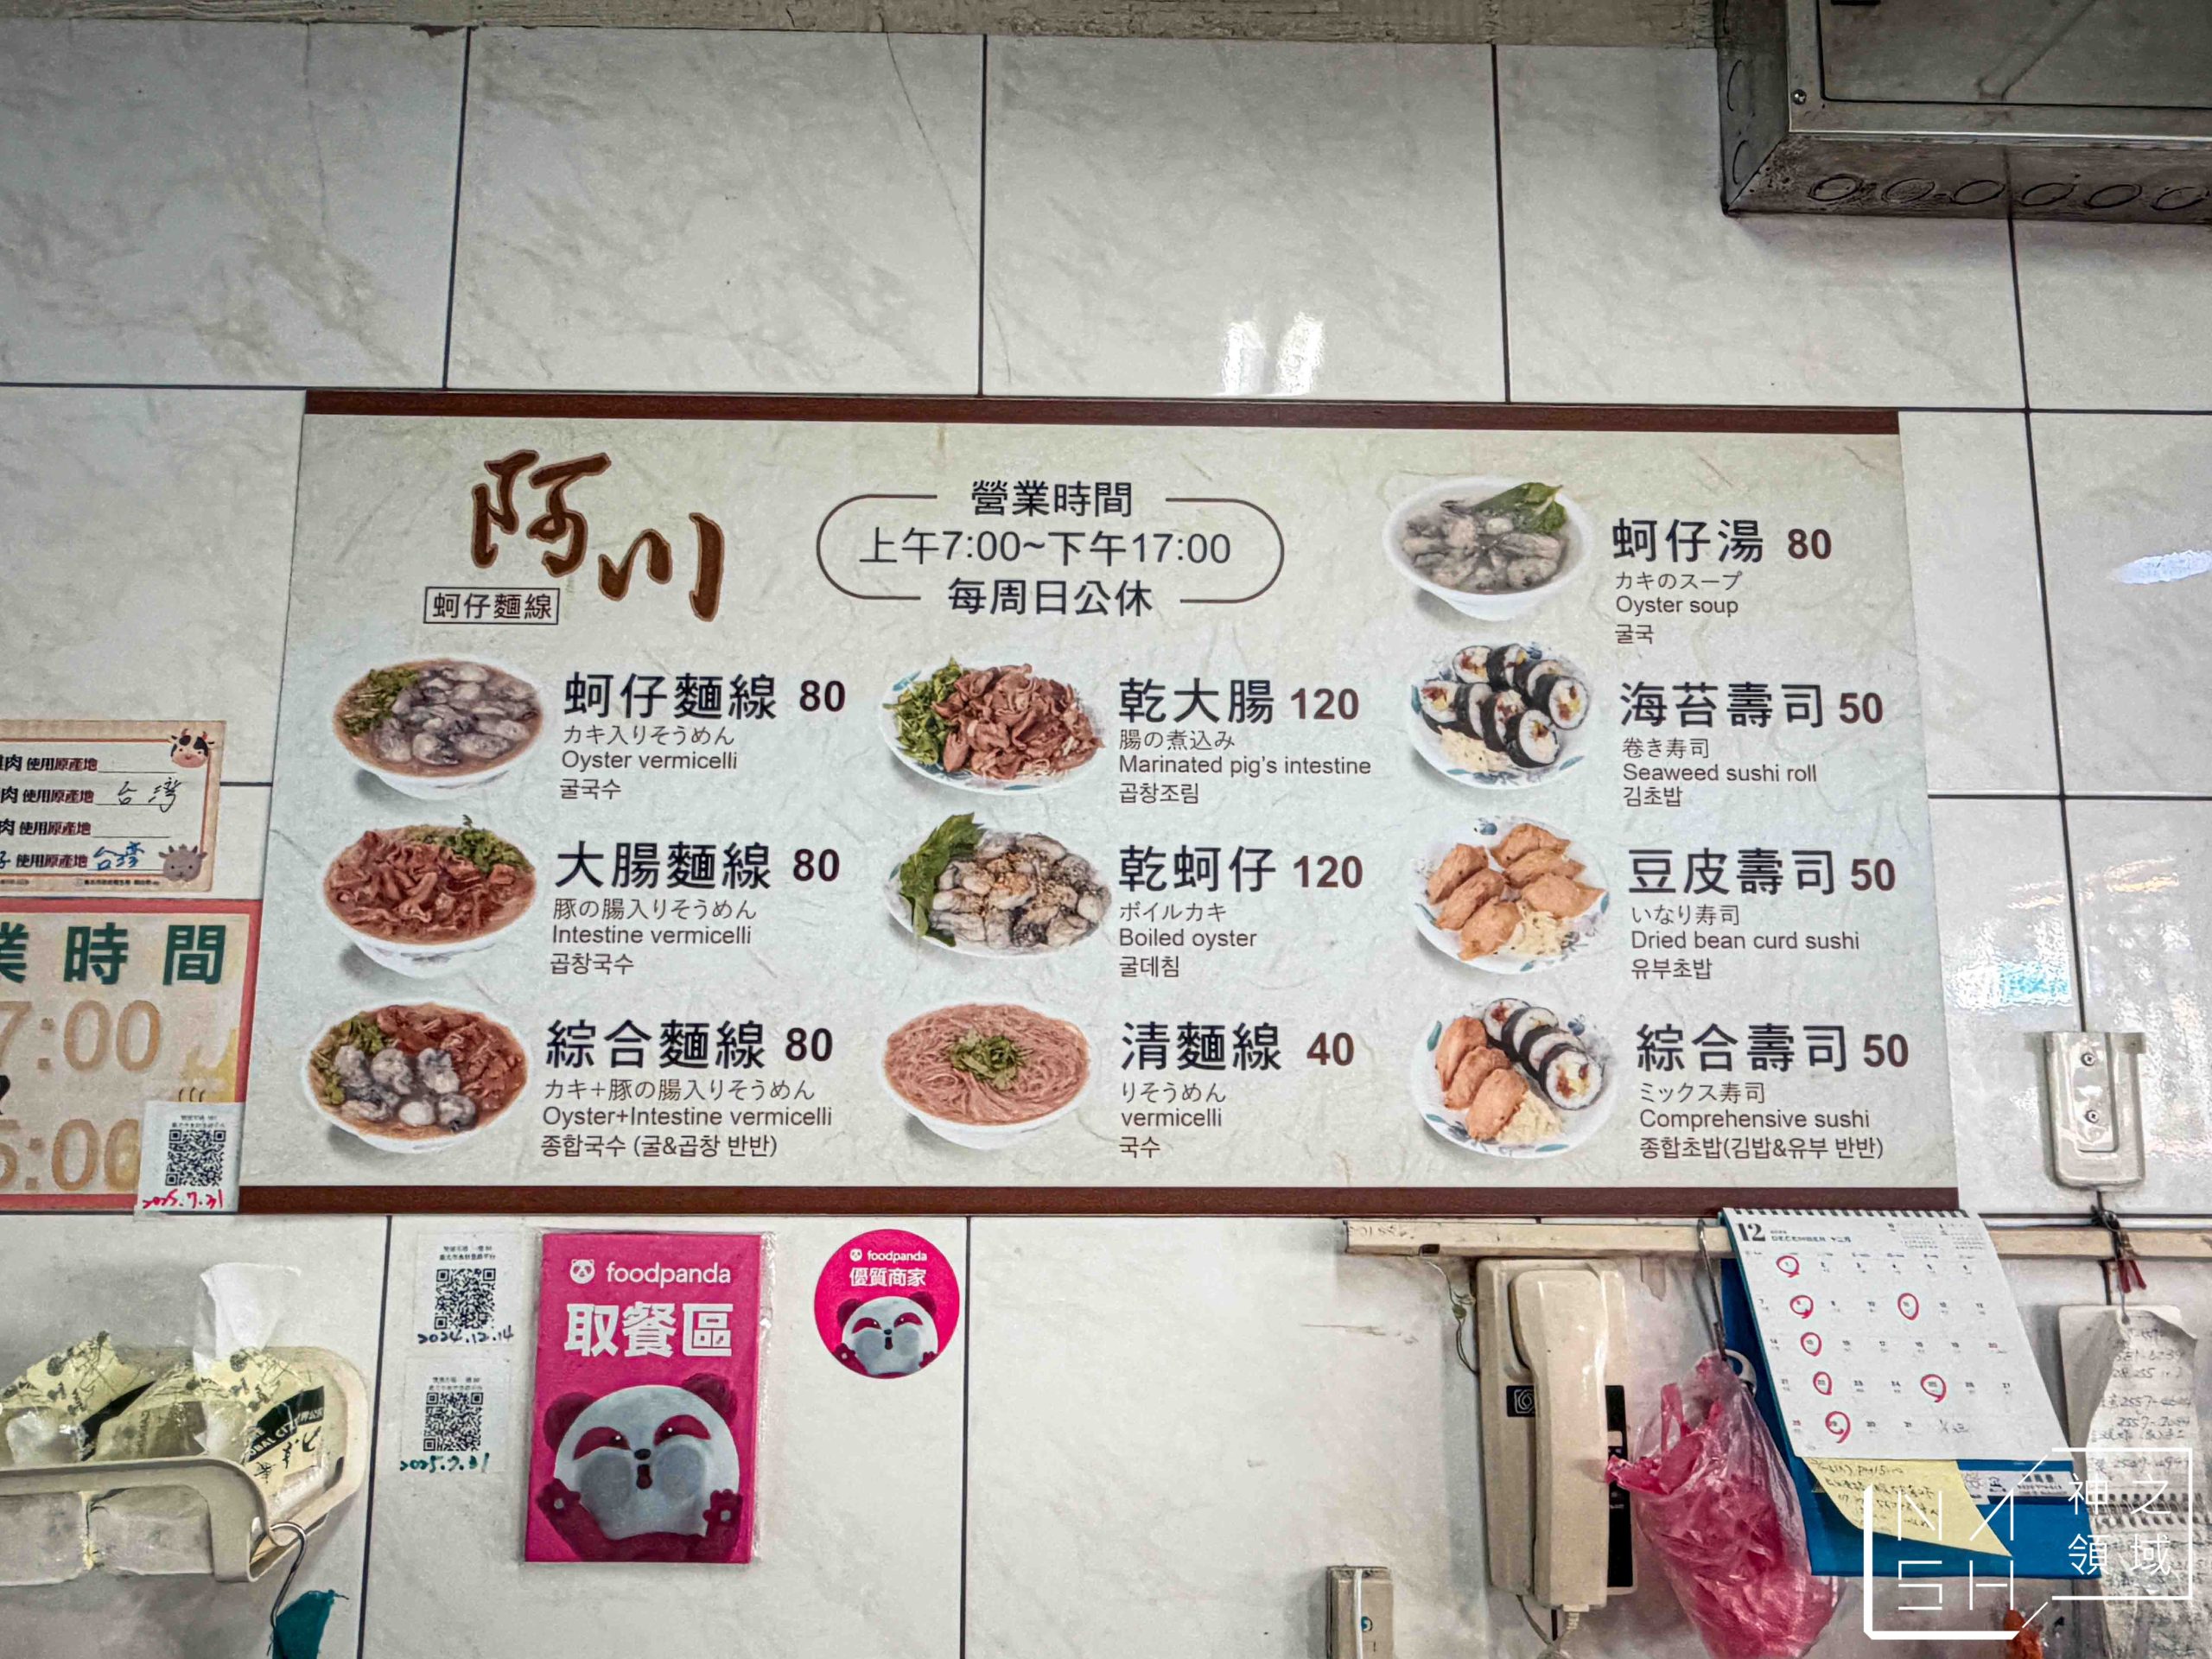 阿川
蚵仔麵線
營業時間
上午7:00~下午17:00
每周日公休
蚵仔麵線 80
カキ入りそうめん
Oyster vermicelli
굴국수
大腸麵線 80
豚の腸入りそうめん
Intestine vermicelli
곱창국수
綜合麵線 80
カキ+豚の腸入りそうめん
Oyster+Intestine vermicelli
종합국수 (굴&곱창 반반)
乾大腸 120
腸の煮込み
Marinated pig's intestine
곱창조림
乾蚵仔 120
ボイルカキ
Boiled oyster
굴데침
清麵線 40
りそうめん
vermicelli
국수
蚵仔湯 80
カキのスープ
Oyster soup
굴국
海苔壽司 50
巻き寿司
Seaweed sushi roll
김초밥
豆皮壽司 50
いなり寿司
Dried bean curd sushi
유부초밥
綜合壽司 50
ミックス寿司
Comprehensive sushi
종합초밥(김밥&유부 반반)
肉 使用原產地
肉 使用原產地 台灣
肉 使用原產地
使用原產地 台灣
業時間
7:00
5:00
2025.7.31
2024.12.14
2025.7.31
foodpanda
取餐區
foodpanda
優質商家
12
DECEMBER 十二月
NASH
神之
領域